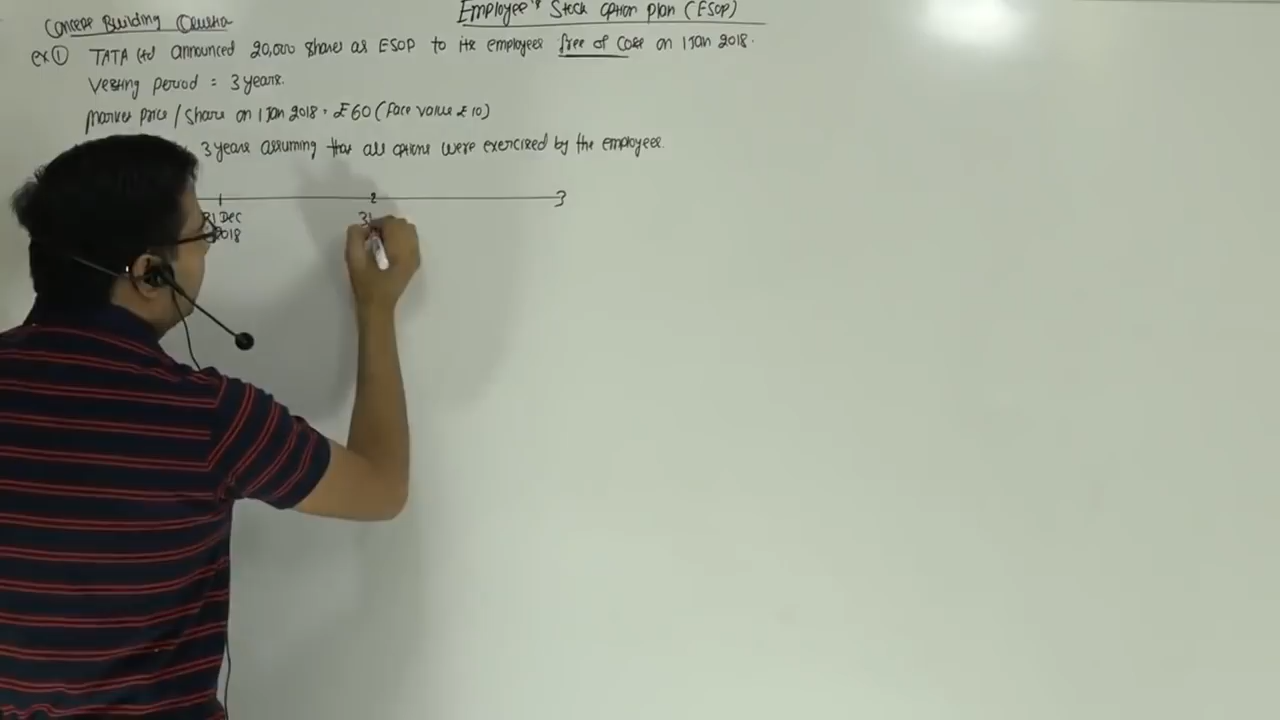 Employee's Stock option plan (ESOP)
Concept Building Question
ex ① TATA Ltd announced 20,000 shares as ESOP to its employees free of Cost on 1 Jan 2018.
Vesting period = 3 years.
Market price / Share on 1 Jan 2018 = ₹60 (Face value ₹10)
3 years assuming that all options were exercised by the employees.
2 3
31 Dec 31
2018